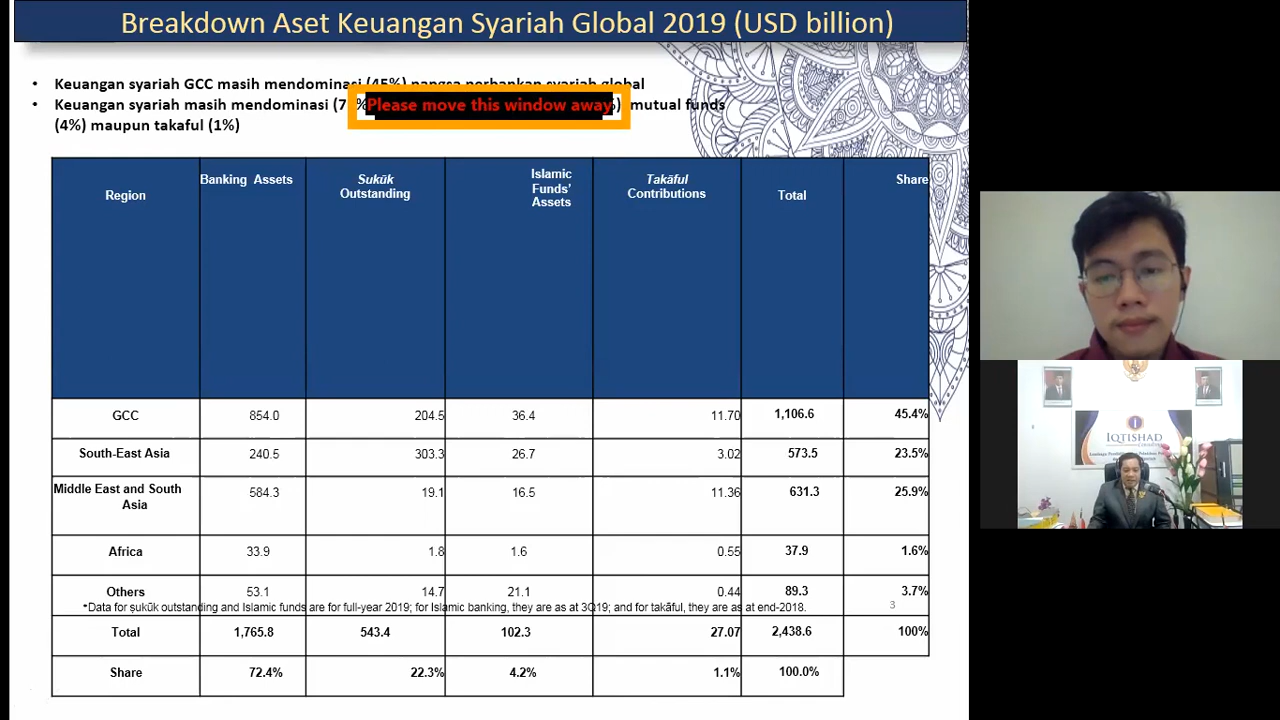 Breakdown Aset Keuangan Syariah Global 2019 (USD billion)
• Keuangan syariah GCC masih mendominasi (45%) pangsa perbankan syariah global
• Keuangan syariah masih mendominasi (7 Please move this window away ), mutual funds
(4%) maupun takaful (1%)
Region Banking Assets Sukūk Outstanding Islamic Funds' Assets Takāful Contributions Total Share
GCC 854.0 204.5 36.4 11.70 1,106.6 45.4%
South-East Asia 240.5 303.3 26.7 3.02 573.5 23.5%
Middle East and South Asia 584.3 19.1 16.5 11.36 631.3 25.9%
Africa 33.9 1.8 1.6 0.55 37.9 1.6%
Others 53.1 14.7 21.1 0.44 89.3 3.7%
*Data for ṣukūk outstanding and Islamic funds are for full-year 2019; for Islamic banking, they are as at 3Q19; and for takāful, they are as at end-2018. 3
Total 1,765.8 543.4 102.3 27.07 2,438.6 100%
Share 72.4% 22.3% 4.2% 1.1% 100.0%
IQTISHAD